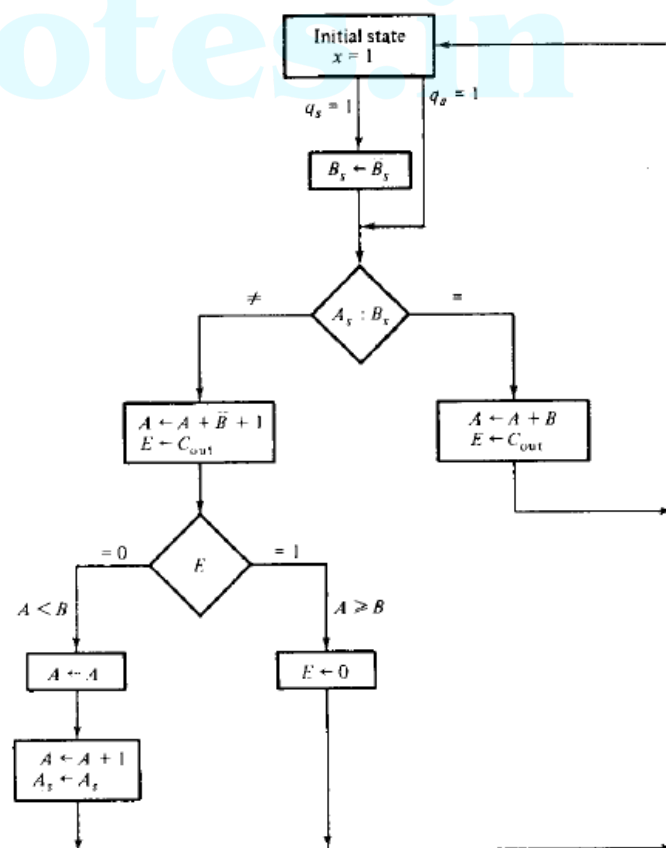 otes.in
Initial state
x = 1
q_s = 1
q_a = 1
B_s ← B̅_s
≠
A_s : B_s
=
A ← A + B̅ + 1
E ← C_out
A ← A + B
E ← C_out
= 0
E
= 1
A < B
A ≥ B
A ← A
E ← 0
A ← A + 1
A_s ← A_s